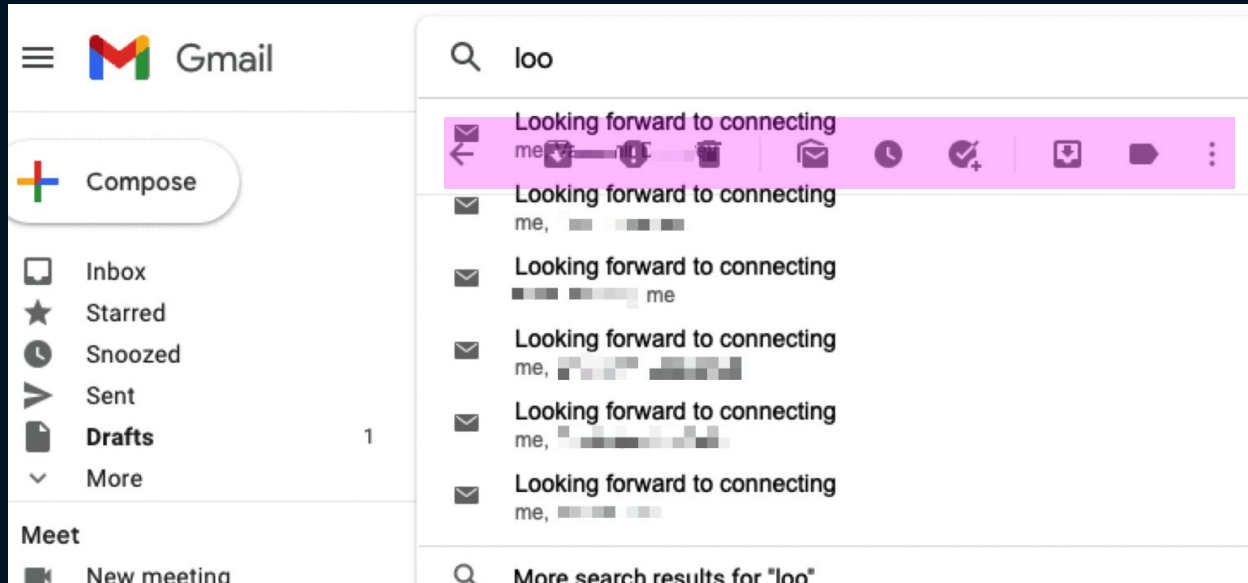 Gmail
loo
Compose
Inbox
Starred
Snoozed
Sent
Drafts 1
More
Meet
New meeting
Looking forward to connecting
me
Looking forward to connecting
me,
Looking forward to connecting
me
Looking forward to connecting
me,
Looking forward to connecting
me,
Looking forward to connecting
me,
More search results for "loo"